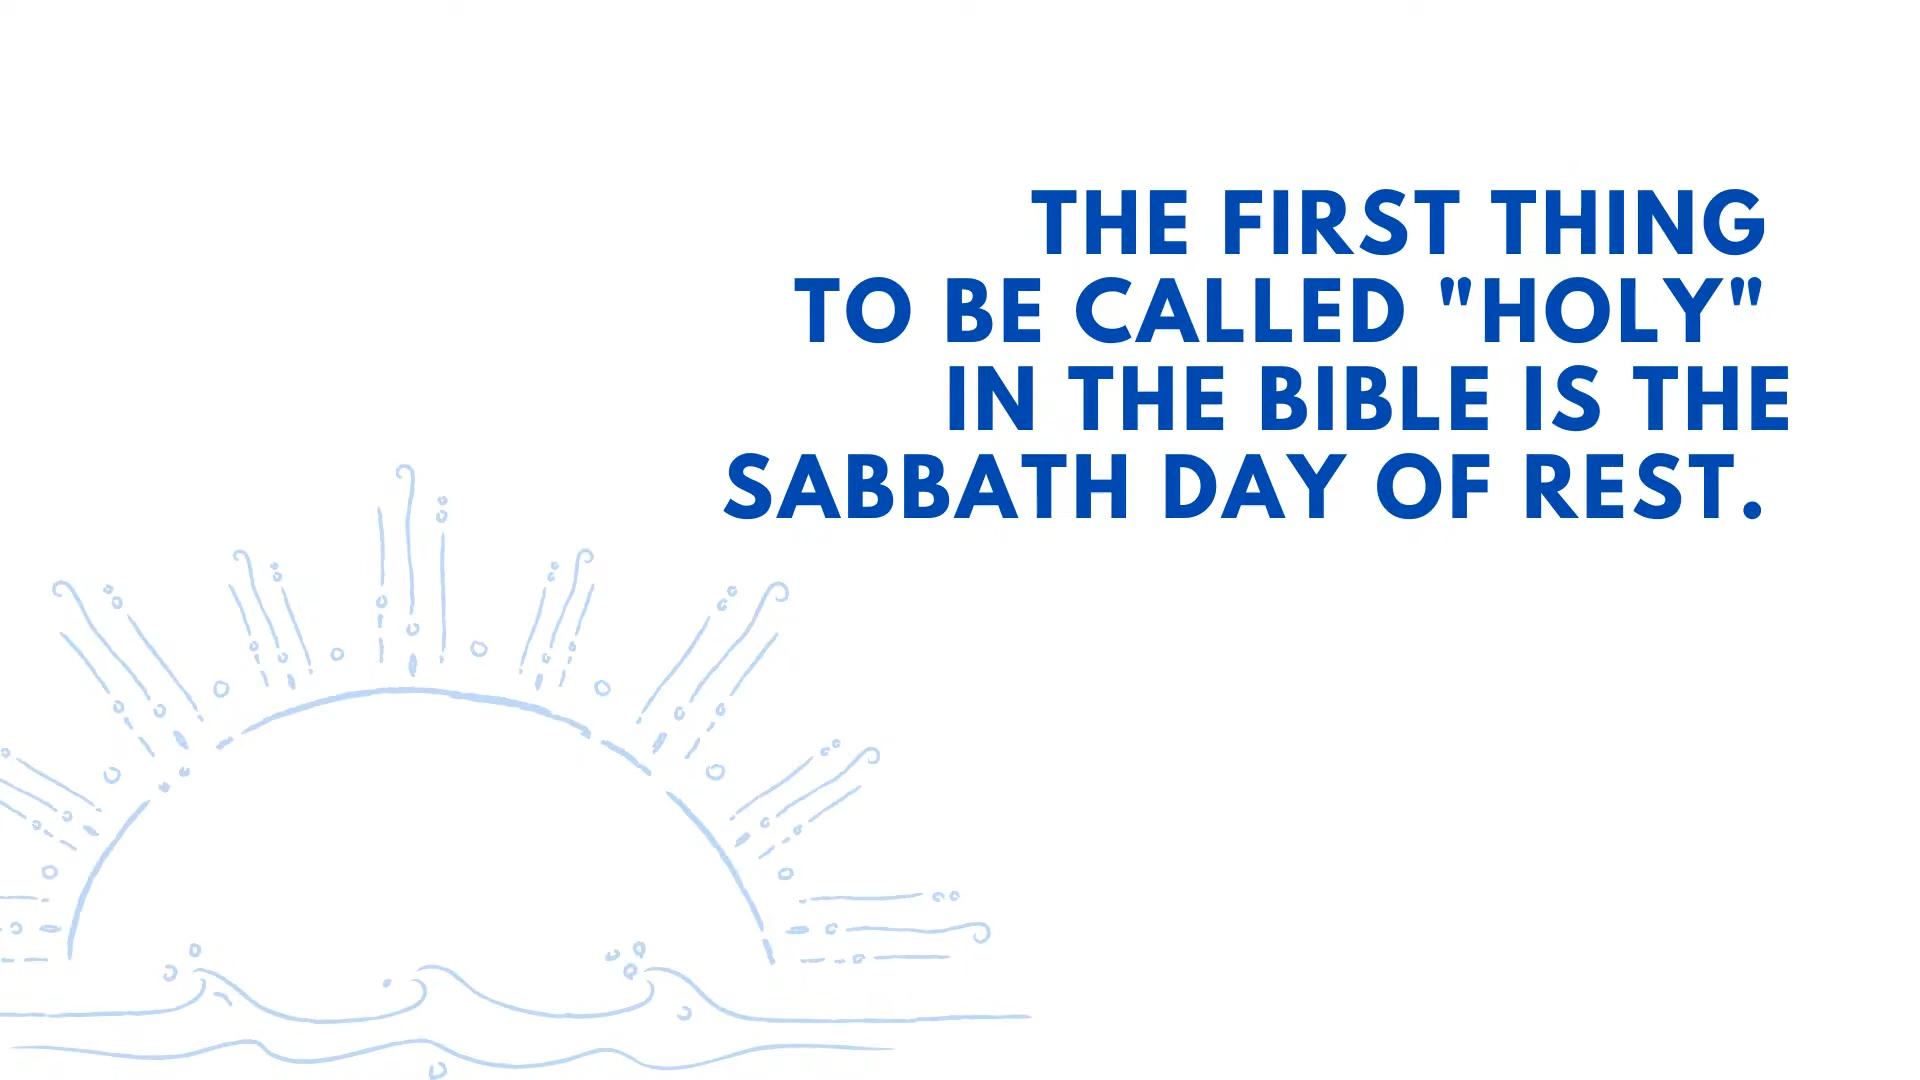 THE FIRST THING
TO BE CALLED "HOLY"
IN THE BIBLE IS THE
SABBATH DAY OF REST.